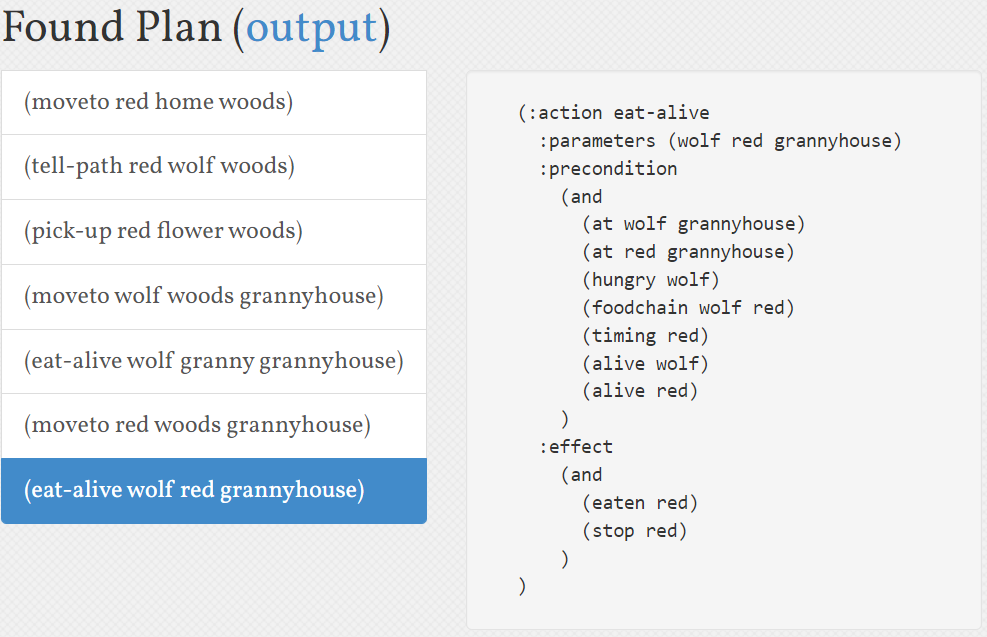 Found Plan (output)
(moveto red home woods)
(tell-path red wolf woods)
(pick-up red flower woods)
(moveto wolf woods grannyhouse)
(eat-alive wolf granny grannyhouse)
(moveto red woods grannyhouse)
(eat-alive wolf red grannyhouse)
(:action eat-alive
  :parameters (wolf red grannyhouse)
  :precondition
    (and
      (at wolf grannyhouse)
      (at red grannyhouse)
      (hungry wolf)
      (foodchain wolf red)
      (timing red)
      (alive wolf)
      (alive red)
    )
  :effect
    (and
      (eaten red)
      (stop red)
    )
)